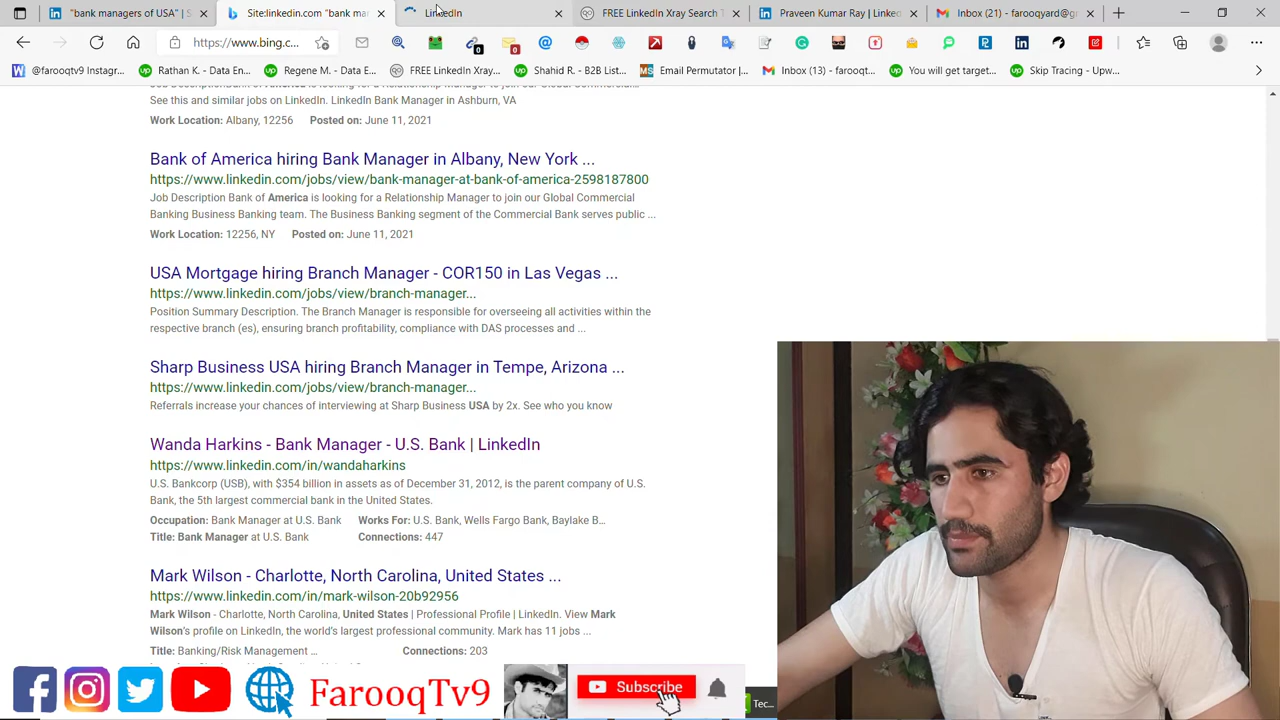 "bank managers of USA" | S
Site:linkedin.com "bank mar
LinkedIn
FREE LinkedIn Xray Search T
Praveen Kumar Ray | Linked
Inbox (21) - farooqyard@gr
https://www.bing.c...
0
0
@farooqtv9 Instagr...
Rathan K. - Data En...
Regena M. - Data E...
FREE LinkedIn Xray...
Shahid R. - B2B List...
Email Permutator |...
Inbox (13) - farooqt...
You will get target...
Skip Tracing - Upw...
See this and similar jobs on LinkedIn. LinkedIn Bank Manager in Ashburn, VA
Work Location: Albany, 12256 Posted on: June 11, 2021
Bank of America hiring Bank Manager in Albany, New York ...
https://www.linkedin.com/jobs/view/bank-manager-at-bank-of-america-2598187800
Job Description Bank of America is looking for a Relationship Manager to join our Global Commercial
Banking Business Banking team. The Business Banking segment of the Commercial Bank serves public ...
Work Location: 12256, NY Posted on: June 11, 2021
USA Mortgage hiring Branch Manager - COR150 in Las Vegas ...
https://www.linkedin.com/jobs/view/branch-manager...
Position Summary Description. The Branch Manager is responsible for overseeing all activities within the
respective branch (es), ensuring branch profitability, compliance with DAS processes and ...
Sharp Business USA hiring Branch Manager in Tempe, Arizona ...
https://www.linkedin.com/jobs/view/branch-manager...
Referrals increase your chances of interviewing at Sharp Business USA by 2x. See who you know
Wanda Harkins - Bank Manager - U.S. Bank | LinkedIn
https://www.linkedin.com/in/wandaharkins
U.S. Bankcorp (USB), with $354 billion in assets as of December 31, 2012, is the parent company of U.S.
Bank, the 5th largest commercial bank in the United States.
Occupation: Bank Manager at U.S. Bank Works For: U.S. Bank, Wells Fargo Bank, Baylake B...
Title: Bank Manager at U.S. Bank Connections: 447
Mark Wilson - Charlotte, North Carolina, United States ...
https://www.linkedin.com/in/mark-wilson-20b92956
Mark Wilson - Charlotte, North Carolina, United States | Professional Profile | LinkedIn. View Mark
Wilson's profile on LinkedIn, the world's largest professional community. Mark has 11 jobs ...
Title: Banking/Risk Management ... Connections: 203
FarooqTv9
Subscribe
Tec...